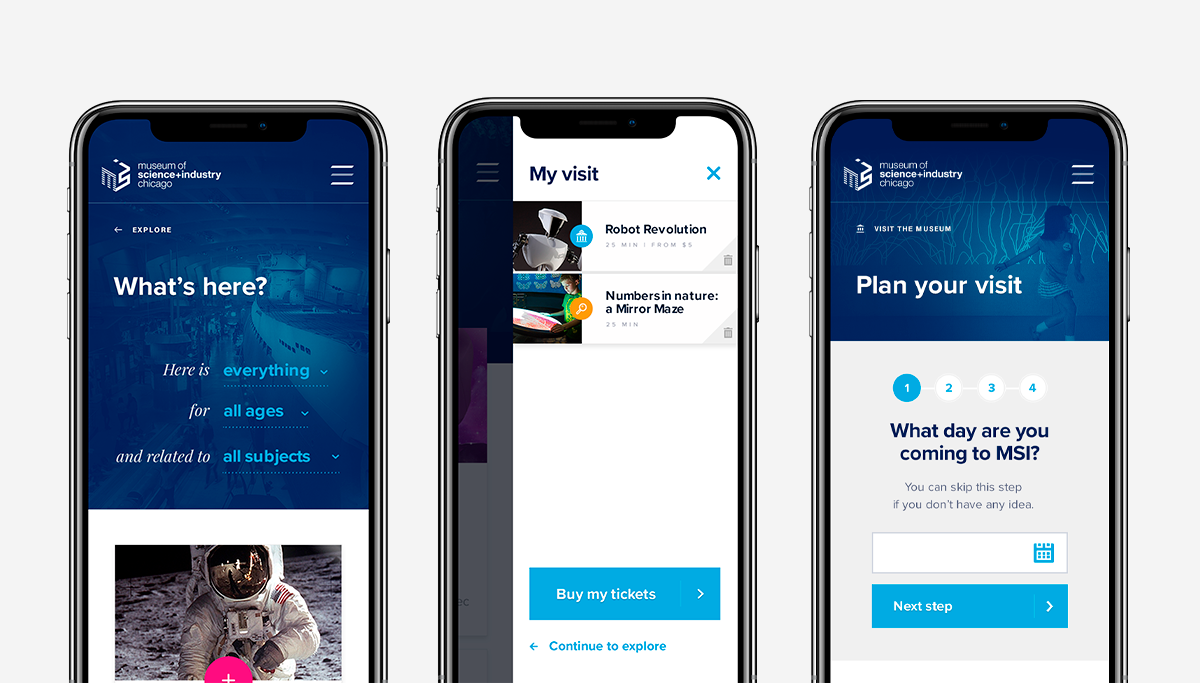 museum of
science+industry
chicago
← EXPLORE
What's here?
Here is everything
for all ages
and related to all subjects
+
My visit
Robot Revolution
25 MIN | FROM $5
Numbers in nature:
a Mirror Maze
25 MIN
ec
Buy my tickets
← Continue to explore
museum of
science+industry
chicago
VISIT THE MUSEUM
Plan your visit
1 2 3 4
What day are you
coming to MSI?
You can skip this step
if you don't have any idea.
Next step